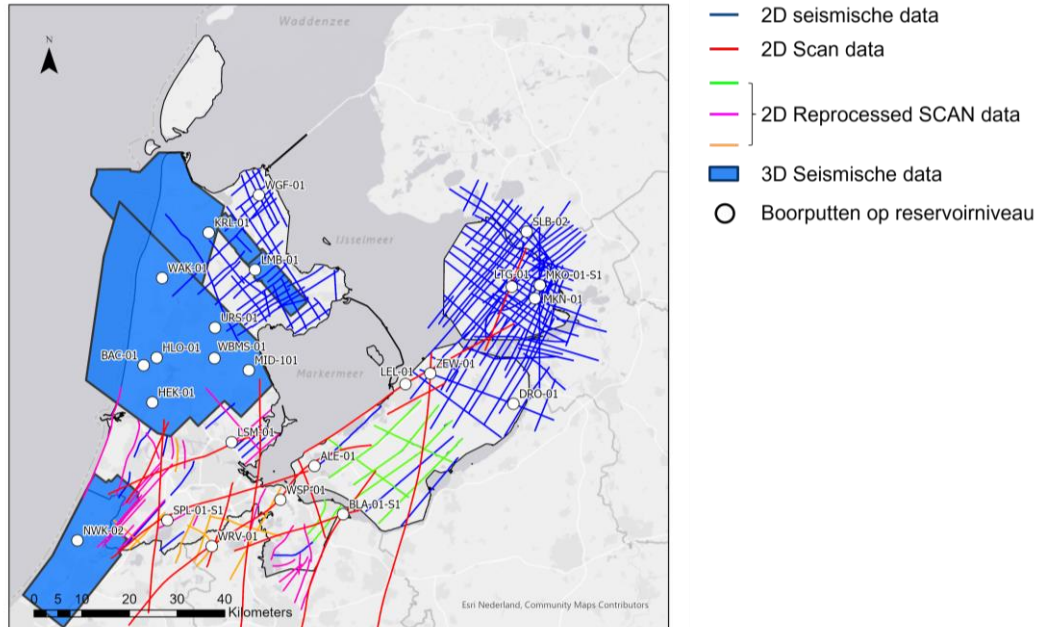 Waddenzee
N
WGF-01
KRL-01
IJsselmeer
SLB-02
LMB-01
WAK-01
LTG-01
MKO-01-S1
MKN-01
URS-01
HLO-01
WBMS-01
BAC-01
MID-101
Markermeer
ZEW-01
LEL-01
HEK-01
DRO-01
LSM-01
ALE-01
WSP-01
BLA-01-S1
SPL-01-S1
NWK-02
WRV-01
0 5 10 20 30 40
Kilometers
Esri Nederland, Community Maps Contributors
2D seismische data
2D Scan data
2D Reprocessed SCAN data
3D Seismische data
Boorputten op reservoirniveau